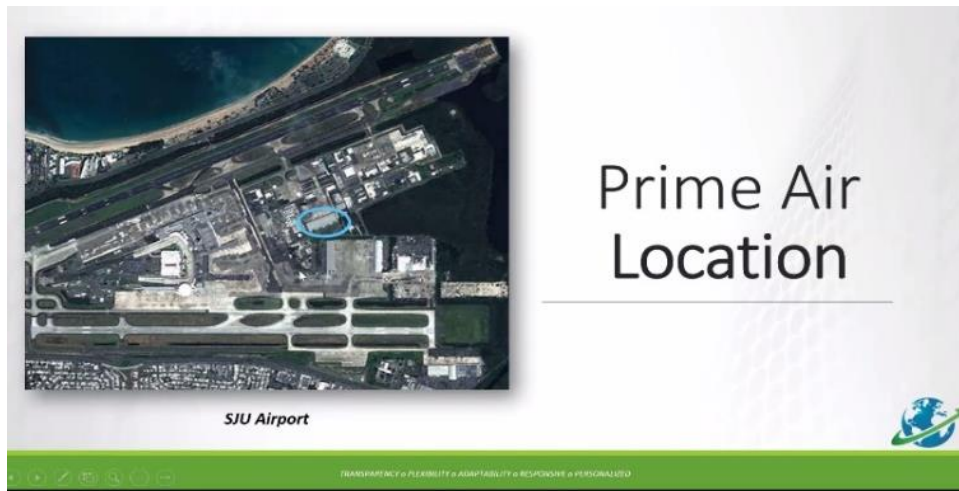 Prime Air
Location
SJU Airport
TRANSPARENCY o FLEXIBILITY o ADAPTABILITY o RESPONSIVE o PERSONALIZED